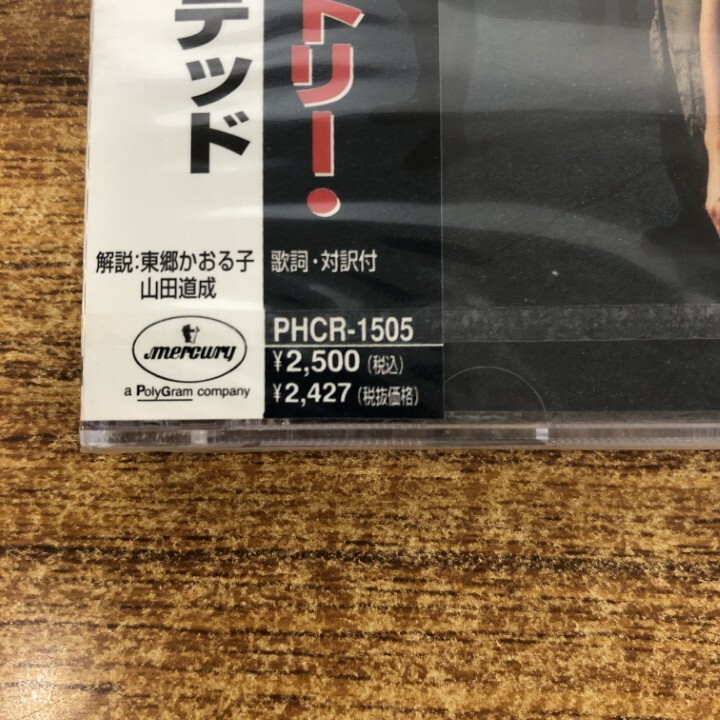 テッド
トリー・
解説:東郷かおる子
山田道成
歌詞・対訳付
mercury
a PolyGram company
PHCR-1505
¥2,500(税込)
¥2,427(税抜価格)